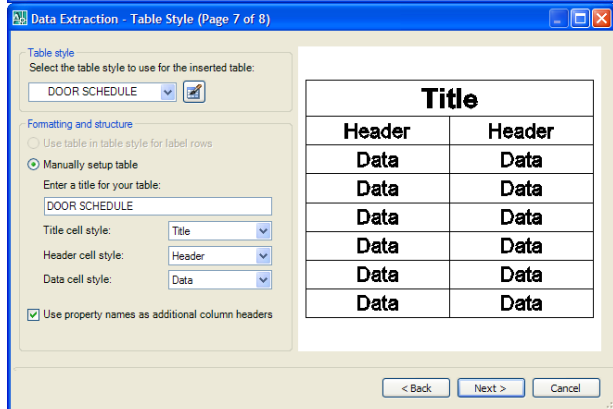 Data Extraction - Table Style (Page 7 of 8)
Table style
Select the table style to use for the inserted table:
DOOR SCHEDULE
Formatting and structure
Use table in table style for label rows
Manually setup table
Enter a title for your table:
DOOR SCHEDULE
Title cell style: Title
Header cell style: Header
Data cell style: Data
Use property names as additional column headers
Title
Header Header
Data Data
Data Data
Data Data
Data Data
Data Data
Data Data
< Back Next > Cancel